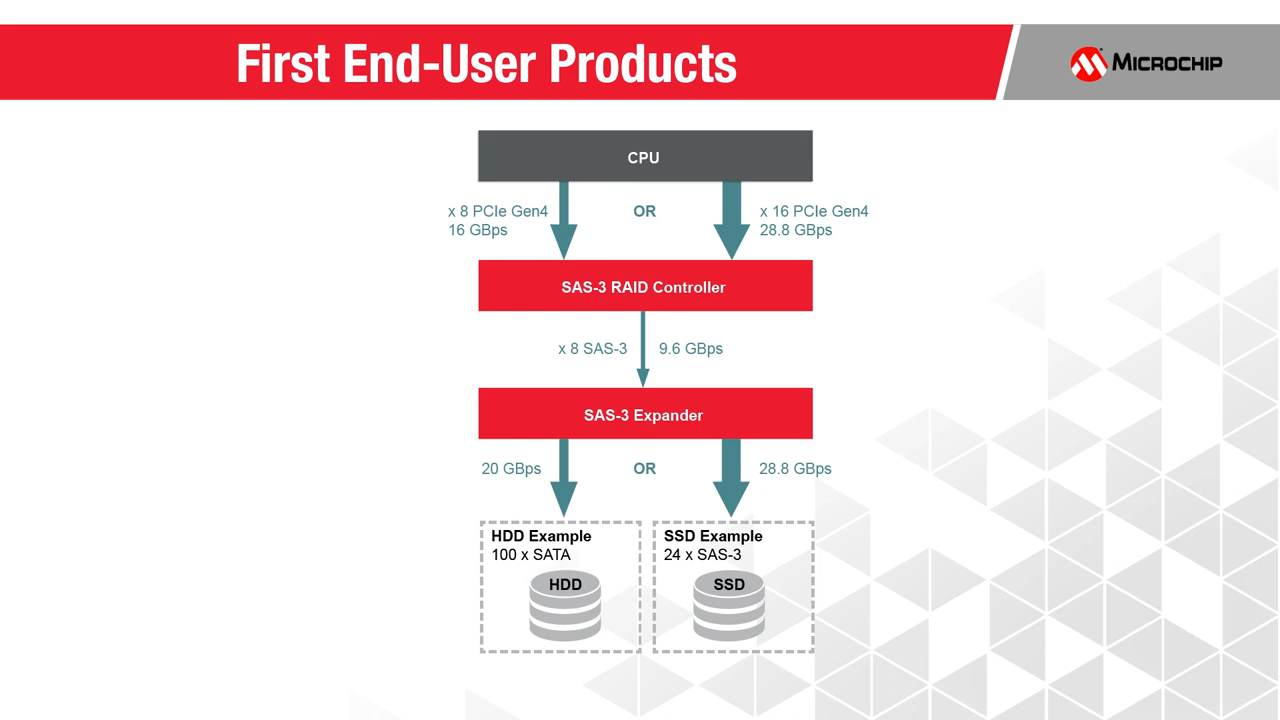 First End-User Products
MICROCHIP
CPU
x 8 PCIe Gen4
16 GBps
OR
x 16 PCIe Gen4
28.8 GBps
SAS-3 RAID Controller
x 8 SAS-3
9.6 GBps
SAS-3 Expander
20 GBps
OR
28.8 GBps
HDD Example
100 x SATA
HDD
SSD Example
24 x SAS-3
SSD